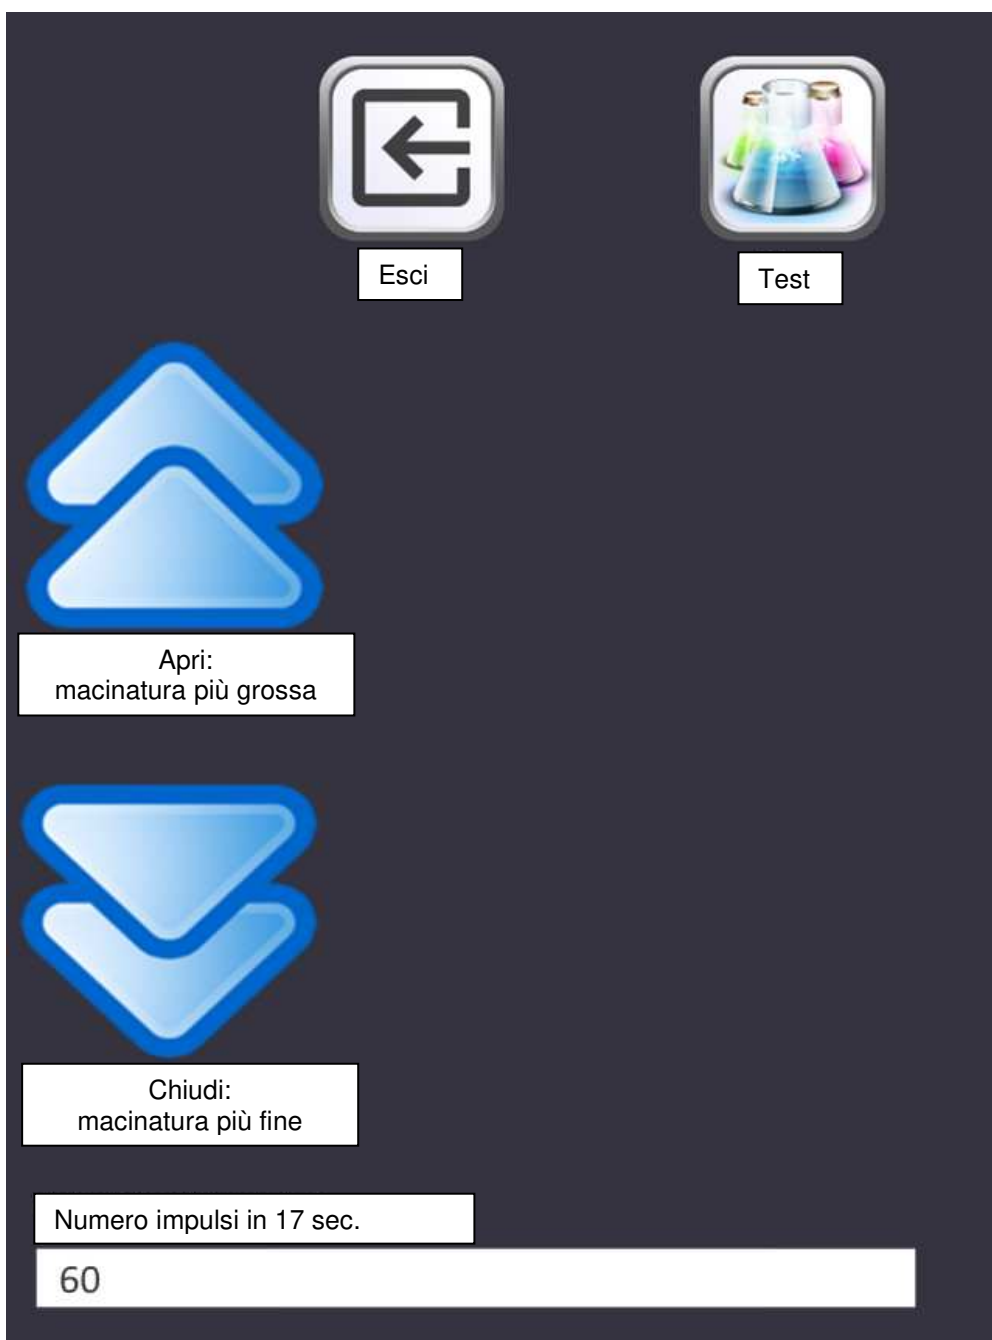 Esci
Test
Apri:
macinatura più grossa
Chiudi:
macinatura più fine
Numero impulsi in 17 sec.
60